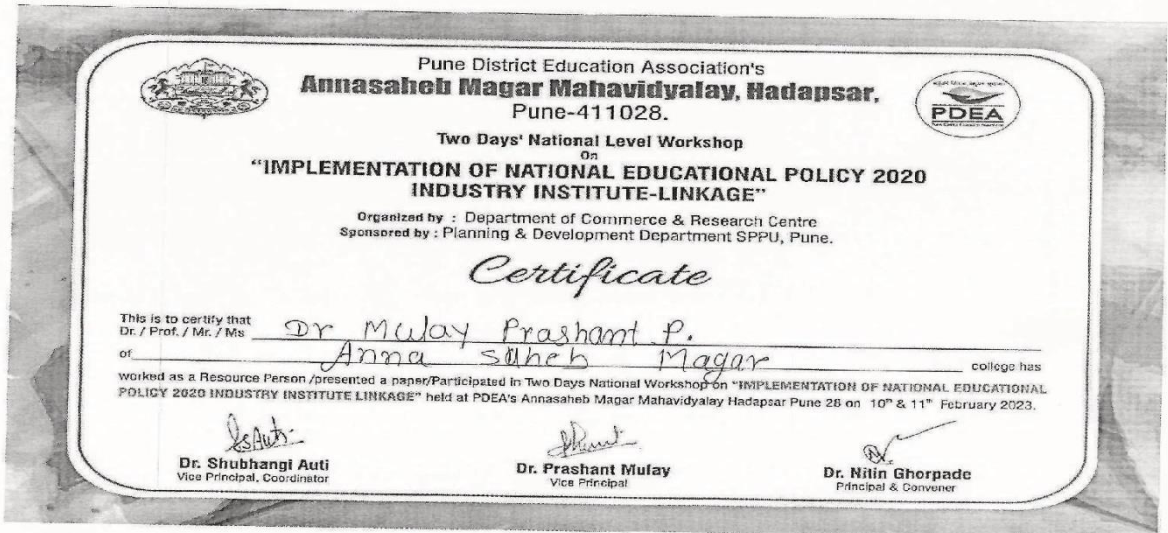 Pune District Education Association's
Annasaheb Magar Mahavidyalay, Hadapsar,
Pune-411028.
PDEA
Two Days' National Level Workshop
On
"IMPLEMENTATION OF NATIONAL EDUCATIONAL POLICY 2020
INDUSTRY INSTITUTE-LINKAGE"
Organized by : Department of Commerce & Research Centre
Sponsored by : Planning & Development Department SPPU, Pune.
Certificate
This is to certify that
Dr. / Prof. / Mr. / Ms Dr Mulay Prashant P.
of Anna Saheb Magar college has
worked as a Resource Person /presented a paper/Participated in Two Days National Workshop on "IMPLEMENTATION OF NATIONAL EDUCATIONAL
POLICY 2020 INDUSTRY INSTITUTE LINKAGE" held at PDEA's Annasaheb Magar Mahavidyalay Hadapsar Pune 28 on 10th & 11th February 2023.
Dr. Shubhangi Auti
Vice Principal, Coordinator
Dr. Prashant Mulay
Vice Principal
Dr. Nitin Ghorpade
Principal & Convener